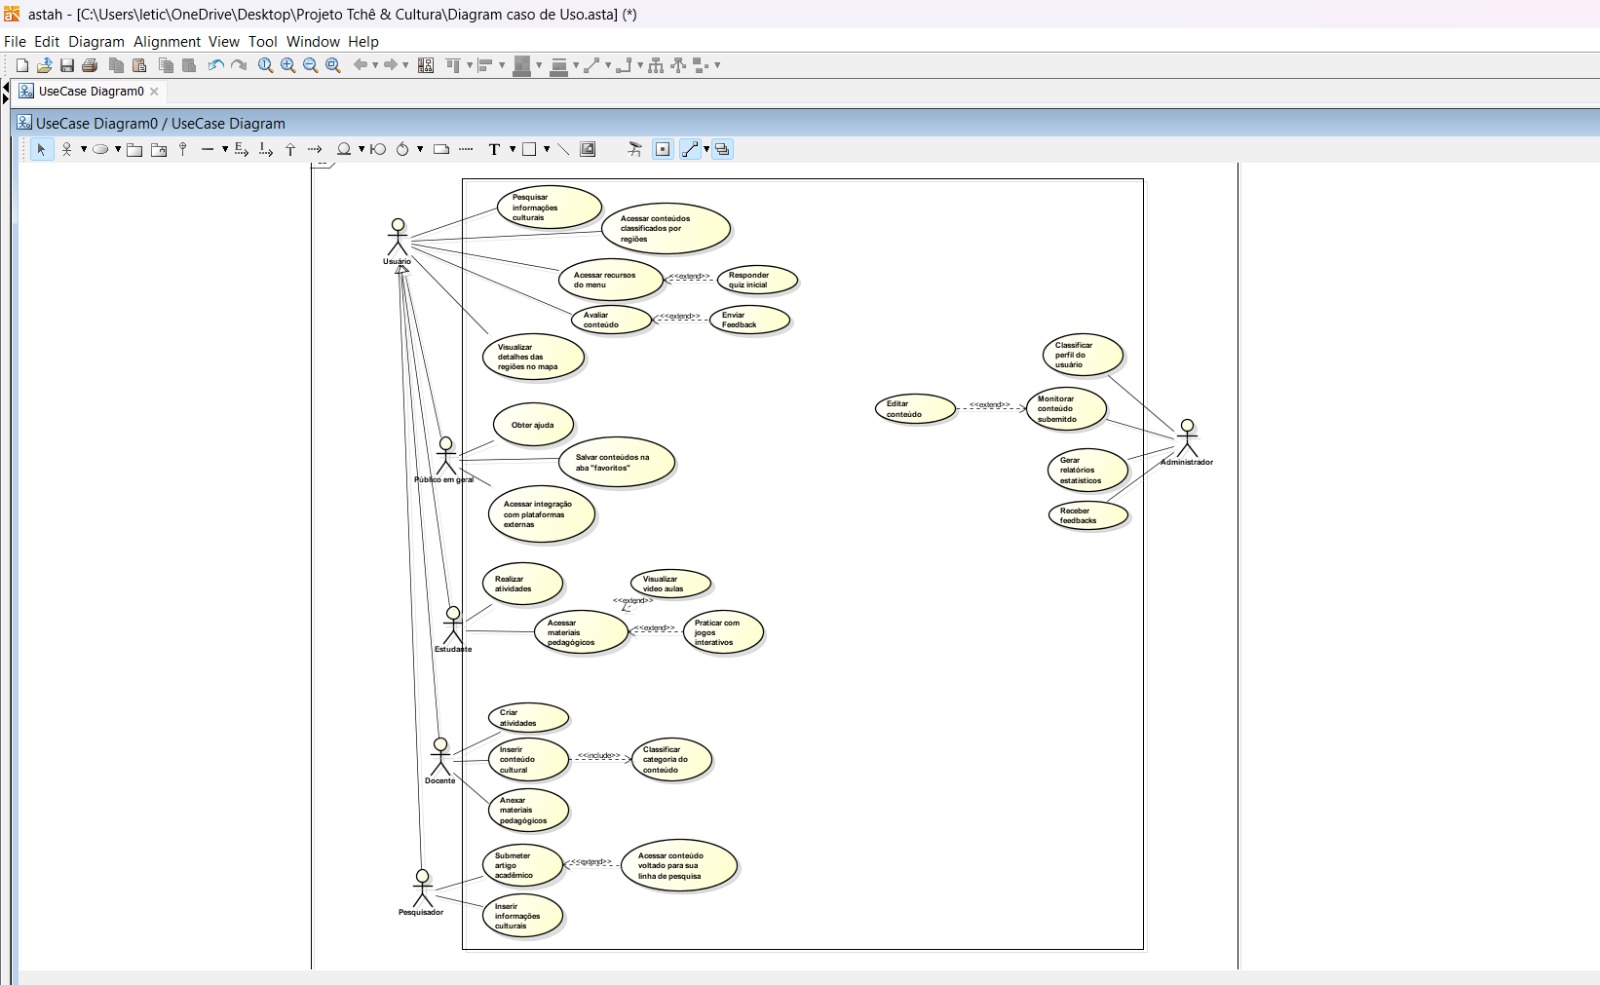 astah - [C:\Users\letic\OneDrive\Desktop\Projeto Tchê & Cultura\Diagram caso de Uso.asta] (*)
File Edit Diagram Alignment View Tool Window Help
UseCase Diagram0
UseCase Diagram0 / UseCase Diagram
Pesquisar
informações
culturais
Acessar conteúdos
classificados por
regiões
Usuário
Acessar recursos
do menu
<<extend>>
Responder
quiz inicial
Avaliar
conteúdo
<<extend>>
Enviar
Feedback
Visualizar
detalhes das
regiões no mapa
Classificar
perfil do
usuário
Editar
conteúdo
<<extend>>
Monitorar
conteúdo
subemitdo
Administrador
Gerar
relatórios
estatísticos
Receber
feedbacks
Obter ajuda
Salvar conteúdos na
aba "favoritos"
Público em geral
Acessar integração
com plataformas
externas
Realizar
atividades
Visualizar
video aulas
<<extend>>
Acessar
materiais
pedagógicos
<<extend>>
Praticar com
jogos
interativos
Estudante
Criar
atividades
Inserir
conteúdo
cultural
<<include>>
Classificar
categoria do
conteúdo
Docente
Anexar
materiais
pedagógicos
Submeter
artigo
acadêmico
<<extend>>
Acessar conteúdo
voltado para sua
linha de pesquisa
Pesquisador
Inserir
informações
culturais